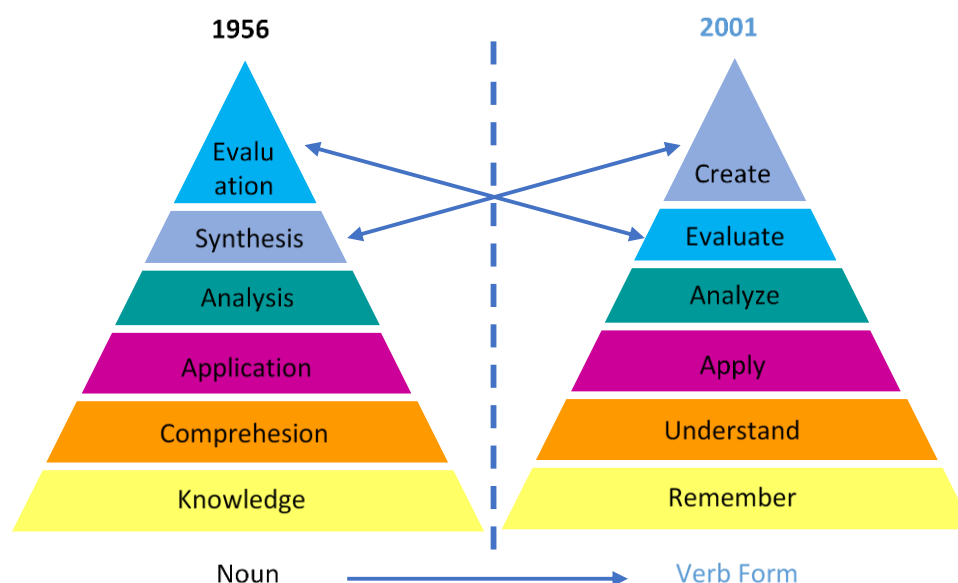 1956
Evalu
ation
Synthesis
Analysis
Application
Comprehesion
Knowledge
Noun
2001
Create
Evaluate
Analyze
Apply
Understand
Remember
Verb Form